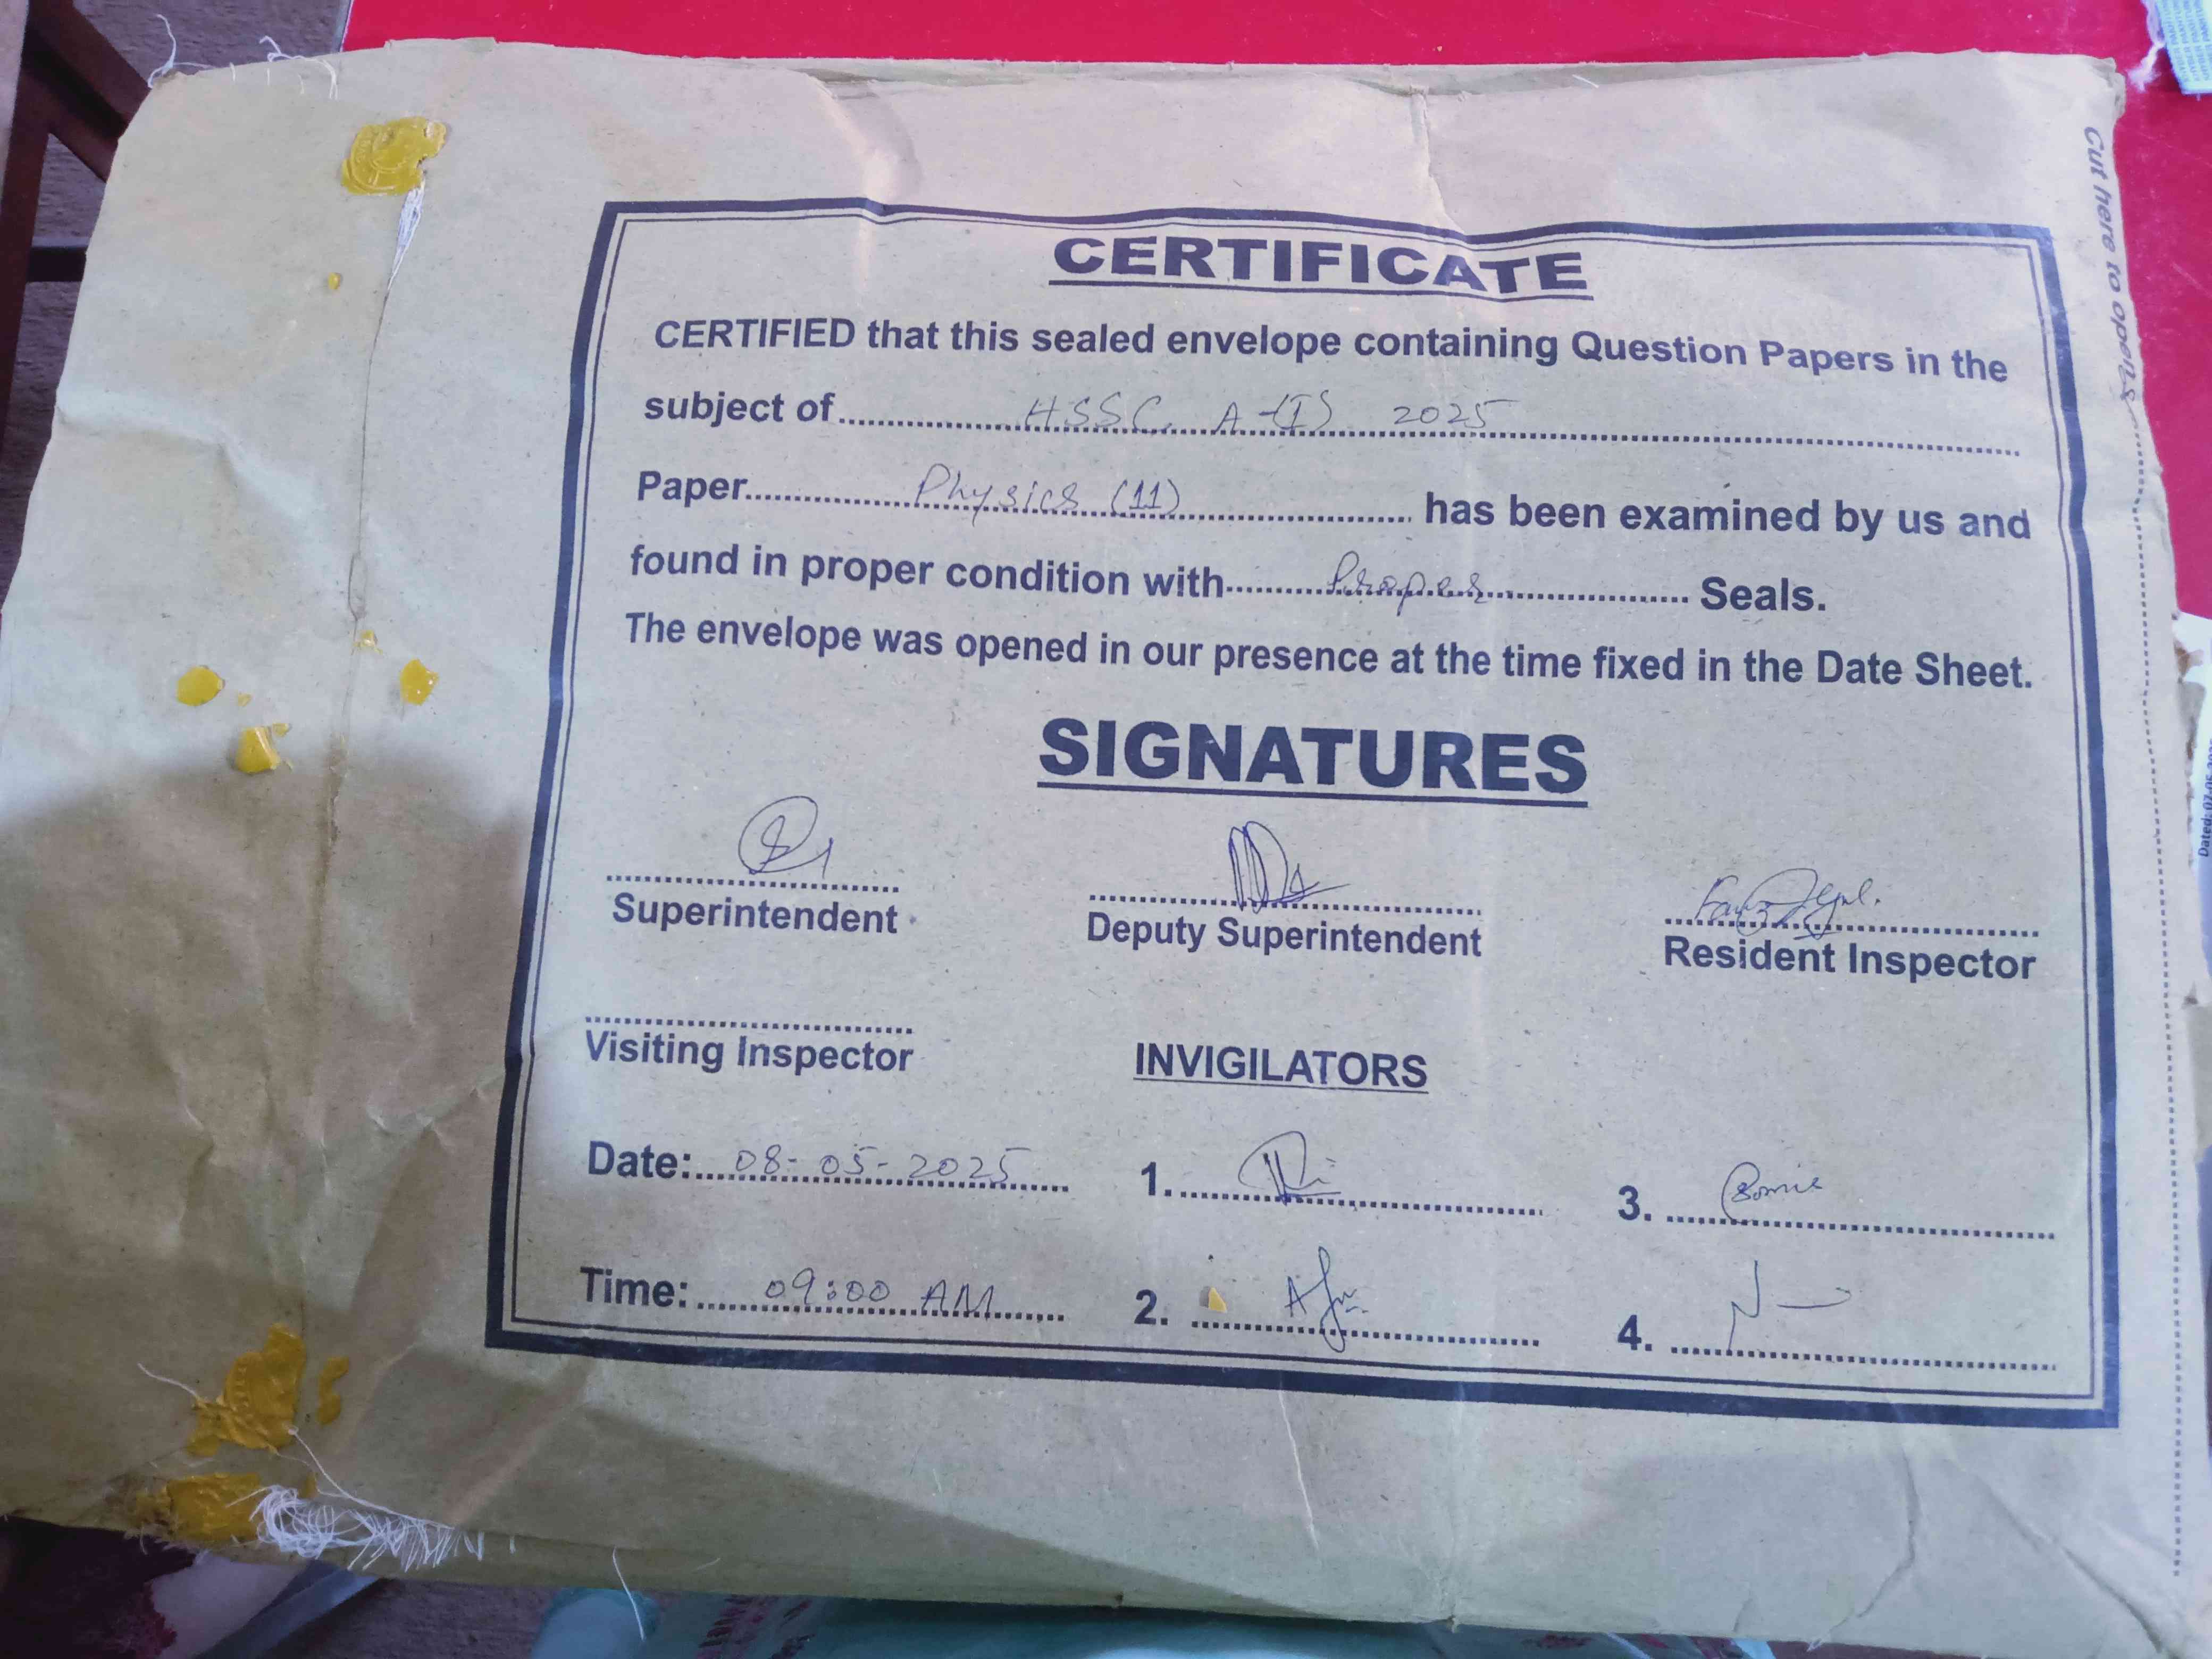 CERTIFICATE
CERTIFIED that this sealed envelope containing Question Papers in the
subject of HSSC A-(I) 2025
Paper Physics (11) has been examined by us and
found in proper condition with Proper Seals.
The envelope was opened in our presence at the time fixed in the Date Sheet.
SIGNATURES
Superintendent
Deputy Superintendent
Resident Inspector
Visiting Inspector
INVIGILATORS
Date: 08-05-2025
1.
3.
Time: 09:00 AM
2.
4.
Cut here to open